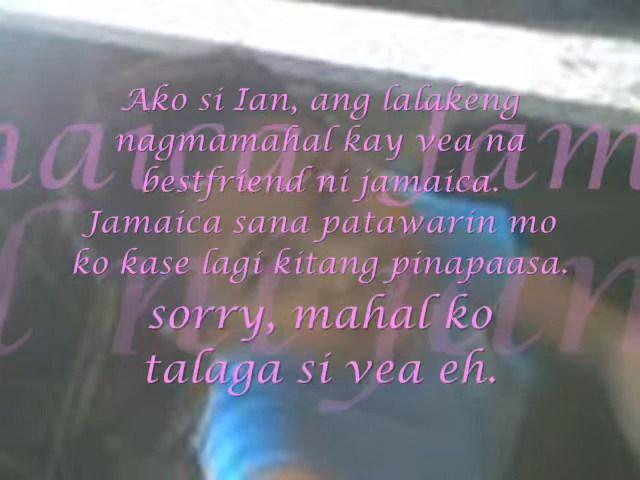 Ako si Ian, ang lalakeng
nagmamahal kay vea na
bestfriend ni jamaica.
Jamaica sana patawarin mo
ko kase lagi kitang pinapaasa.
sorry, mahal ko
talaga si vea eh.